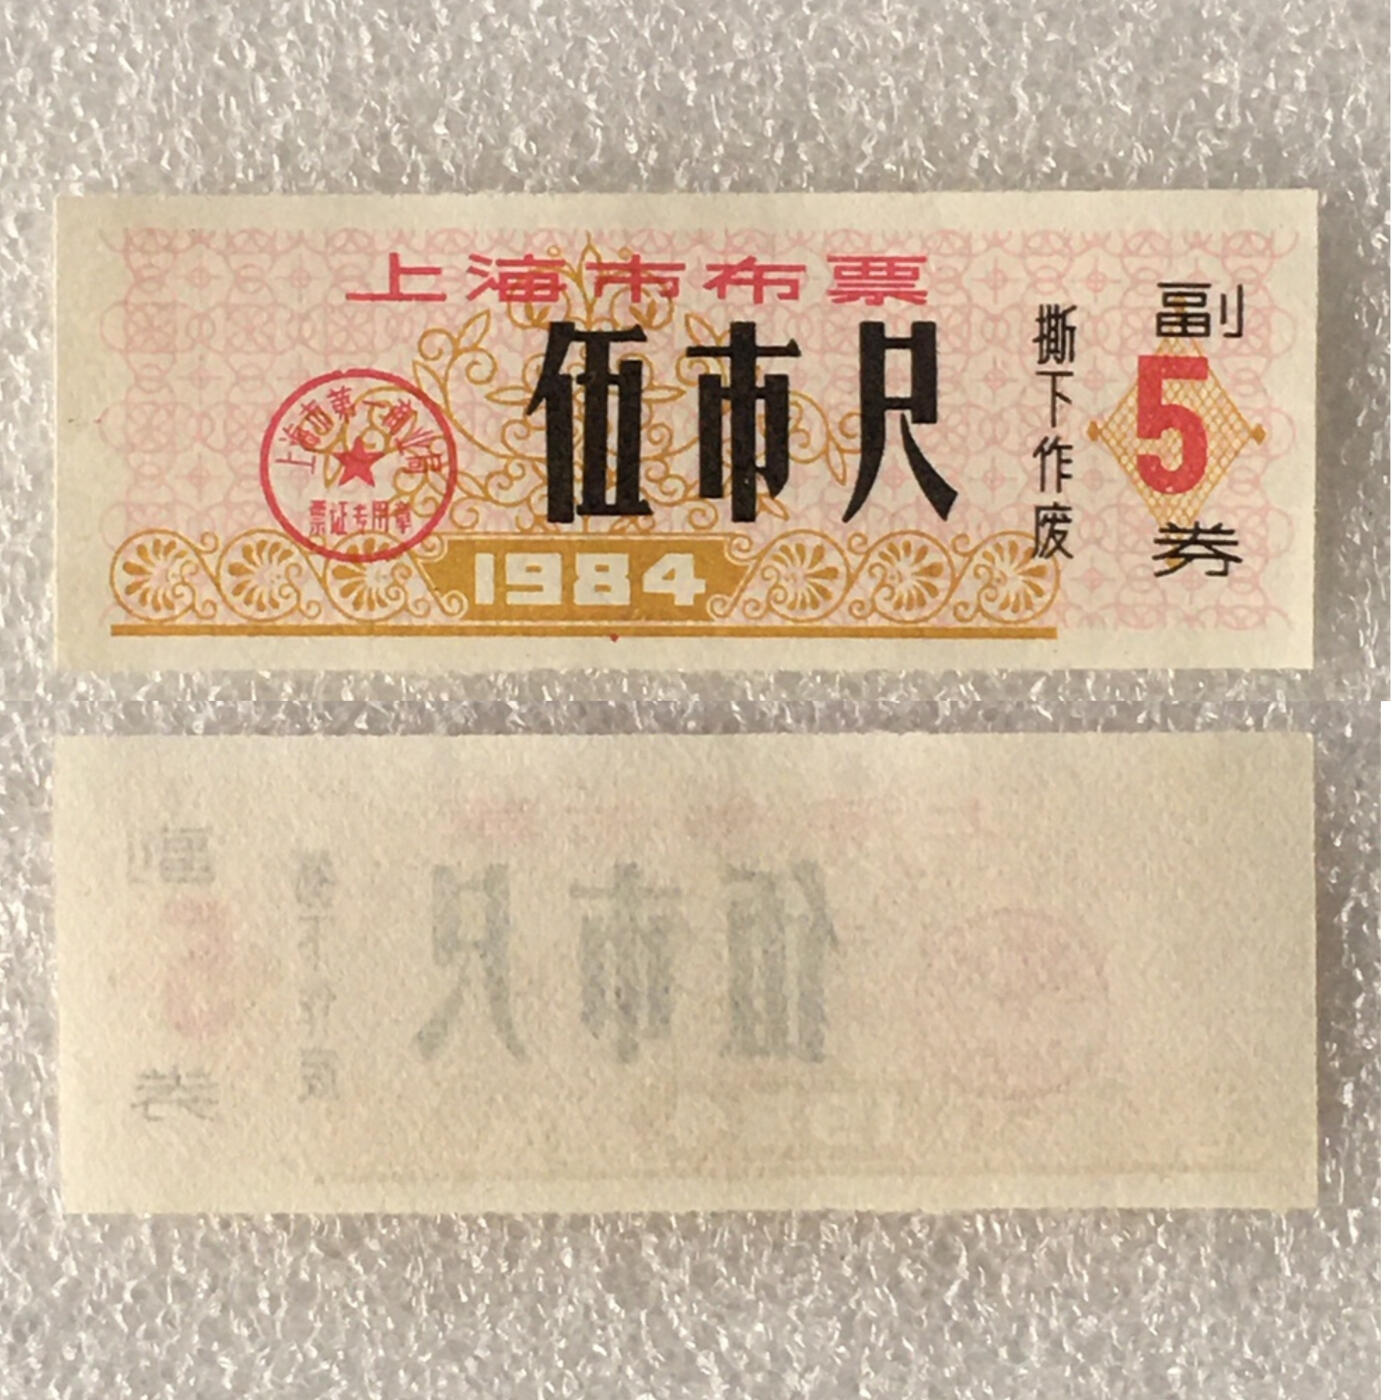 上海市布票
伍市尺
上海市第一商业局
票证专用章
1984
撕下作废
副
5
券